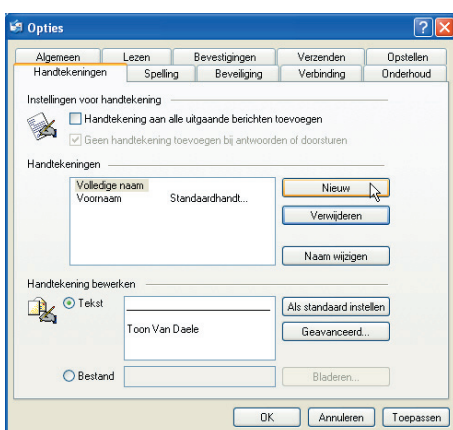 Opties
Algemeen Lezen Bevestigingen Verzenden Opstellen
Handtekeningen Spelling Beveiliging Verbinding Onderhoud
Instellingen voor handtekening
Handtekening aan alle uitgaande berichten toevoegen
Geen handtekening toevoegen bij antwoorden of doorsturen
Handtekeningen
Volledige naam
Voornaam Standaardhandt...
Nieuw
Verwijderen
Naam wijzigen
Handtekening bewerken
Tekst
Toon Van Daele
Als standaard instellen
Geavanceerd...
Bestand
Bladeren...
OK Annuleren Toepassen